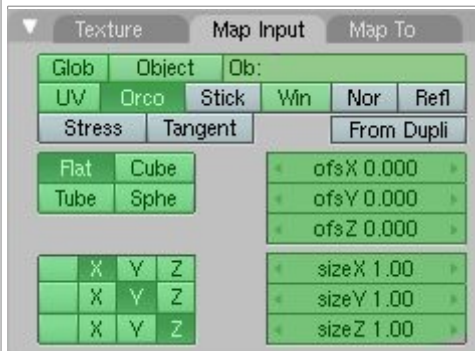 Texture Map Input Map To
Glob Object Ob:
UV Orco Stick Win Nor Refl
Stress Tangent From Dupli
Flat Cube ofsX 0.000
Tube Sphe ofsY 0.000
ofsZ 0.000
X Y Z sizeX 1.00
X Y Z sizeY 1.00
X Y Z sizeZ 1.00